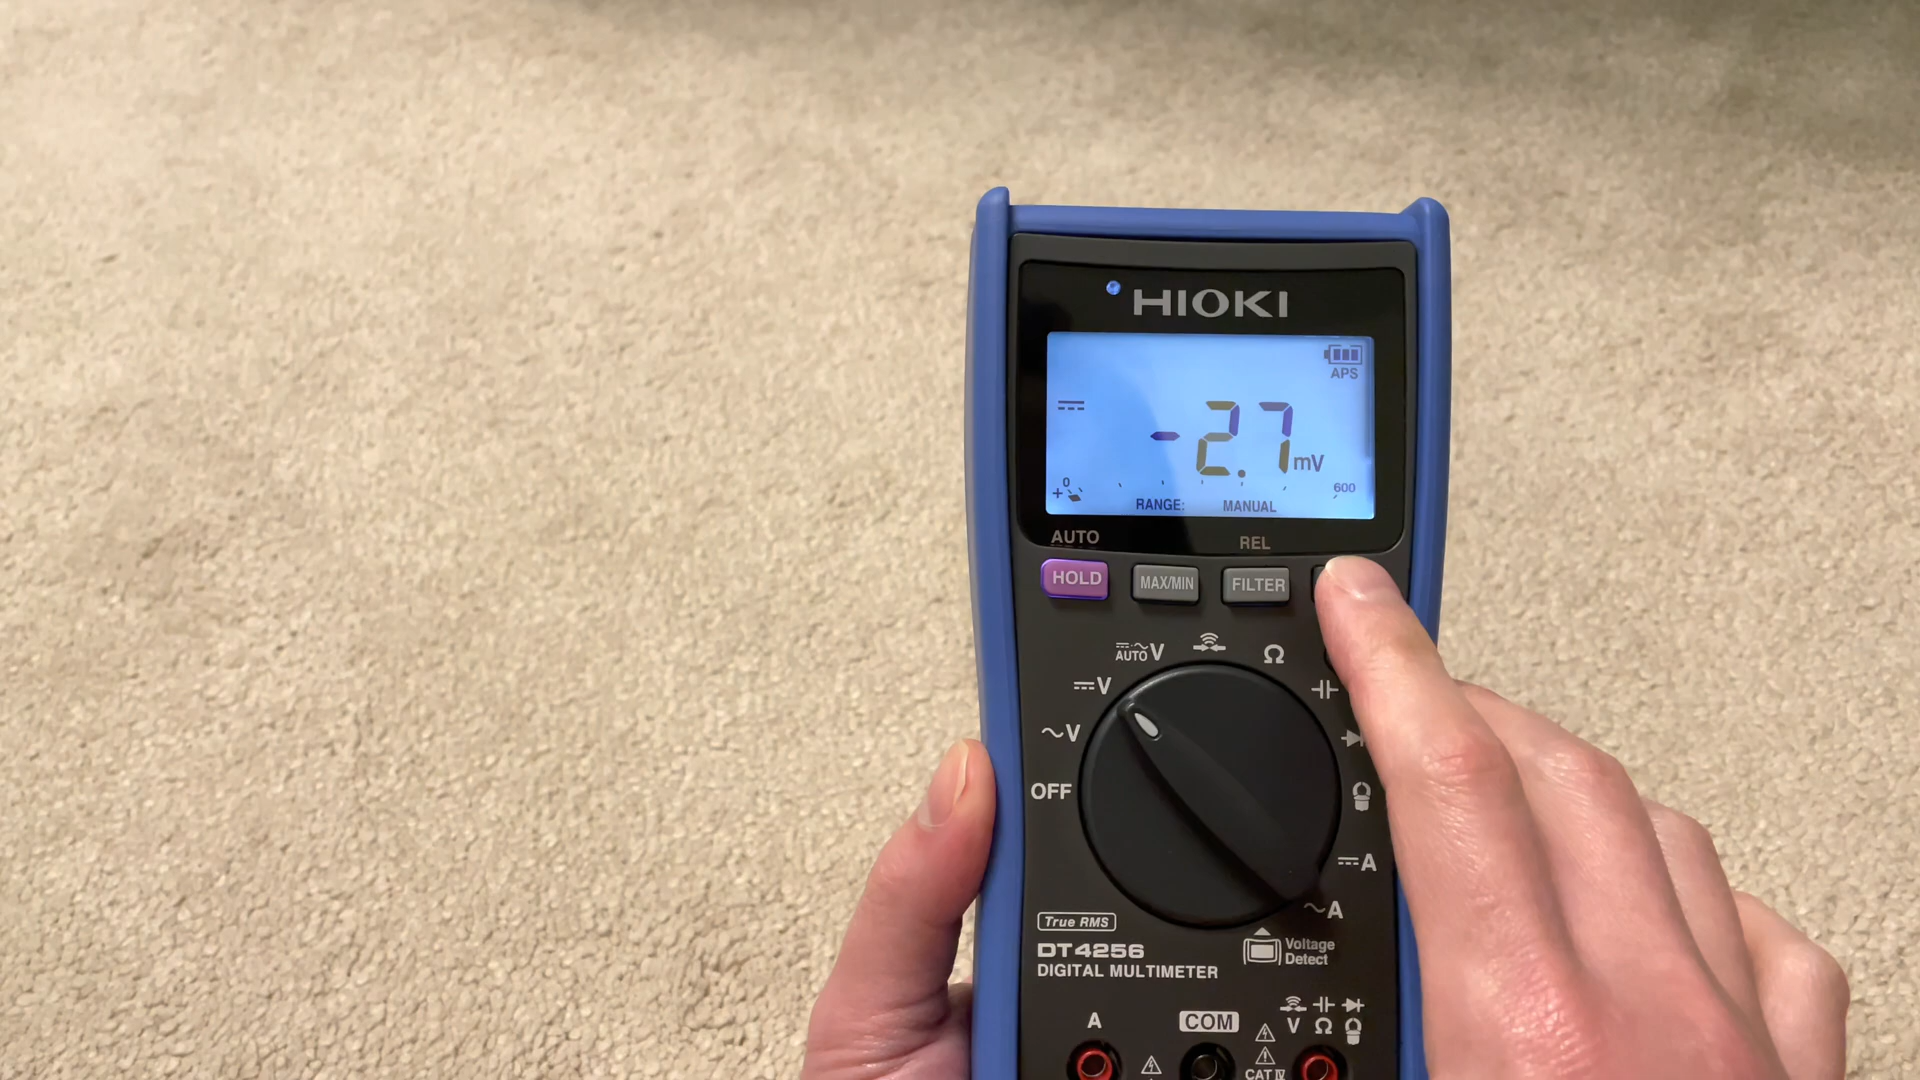 HIOKI
APS
-2.7 mV
0
+
600
RANGE: MANUAL
AUTO
REL
HOLD
MAX/MIN
FILTER
AUTO V
Ω
V
~V
OFF
A
~A
True RMS
DT4256
DIGITAL MULTIMETER
Voltage
Detect
A
COM
V Ω
CAT IV